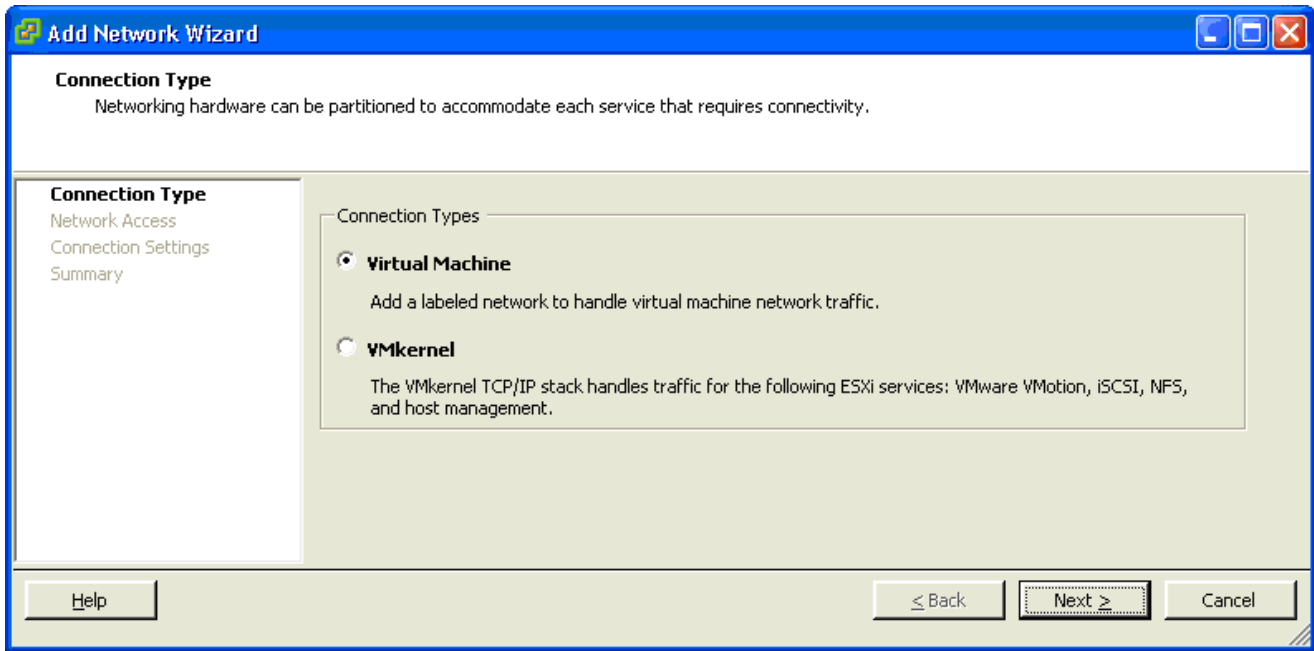 Add Network Wizard
Connection Type
Networking hardware can be partitioned to accommodate each service that requires connectivity.
Connection Type
Network Access
Connection Settings
Summary
Connection Types
Virtual Machine
Add a labeled network to handle virtual machine network traffic.
VMkernel
The VMkernel TCP/IP stack handles traffic for the following ESXi services: VMware VMotion, iSCSI, NFS,
and host management.
Help
≤ Back
Next ≥
Cancel